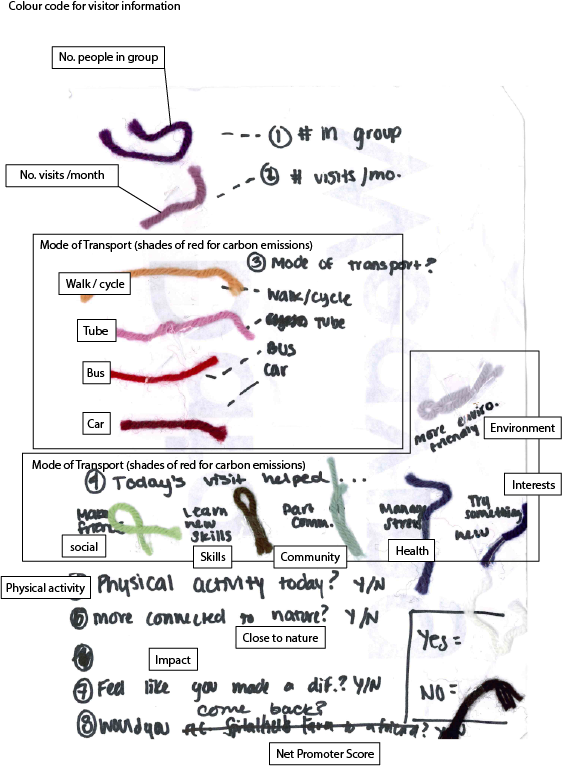 Colour code for visitor information
No. people in group
① # in group
No. visits /month
② # visits /mo.
Mode of Transport (shades of red for carbon emissions)
③ Mode of transport?
Walk / cycle
Walk/cycle
Tube
Tube
Bus
Bus
Car
Car
more enviro.
friendly
Environment
Mode of Transport (shades of red for carbon emissions)
④ Today's visit helped ...
Interests
Make
friend
Learn
new
skills
Part
Comm.
Manage
stress
Try
something
new
social
Skills
Community
Health
Physical activity
Physical activity today? Y/N
⑥ more connected to nature? Y/N
Close to nature
Yes =
Impact
⑦ Feel like you made a dif.? Y/N
NO =
come back?
⑧ Would you
Net Promoter Score